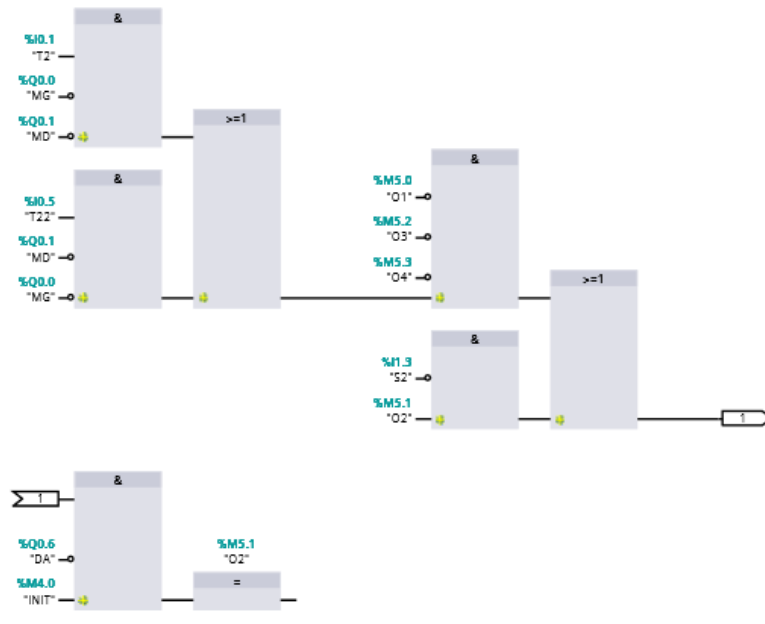 &
%I0.1
"T2"
%Q0.0
"MG"
%Q0.1
"MD"
>=1
&
%I0.5
"T22"
%Q0.1
"MD"
%Q0.0
"MG"
&
%M5.0
"O1"
%M5.2
"O3"
%M5.3
"O4"
>=1
&
%I1.3
"S2"
%M5.1
"O2"
1
&
1
%Q0.6
"DA"
%M4.0
"INIT"
%M5.1
"O2"
=